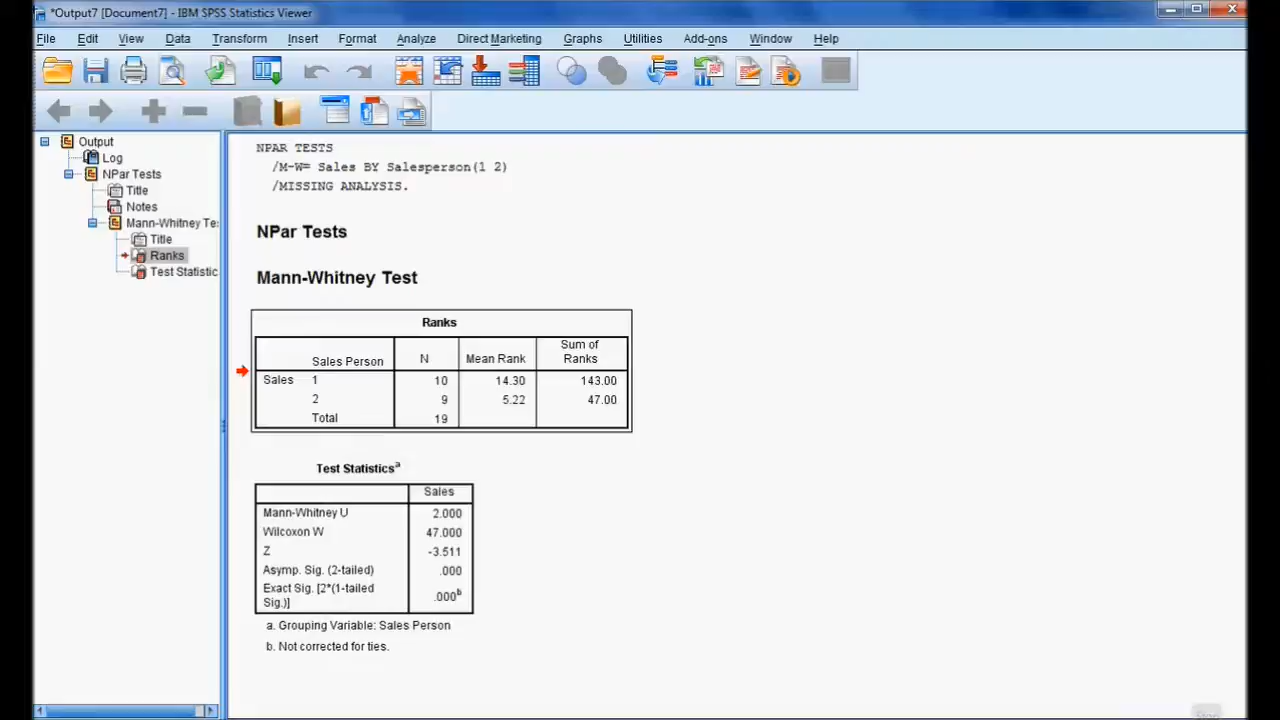 *Output7 [Document7] - IBM SPSS Statistics Viewer
File Edit View Data Transform Insert Format Analyze Direct Marketing Graphs Utilities Add-ons Window Help
Output
Log
NPar Tests
Title
Notes
Mann-Whitney Te
Title
Ranks
Test Statistic
NPAR TESTS
/M-W= Sales BY Salesperson(1 2)
/MISSING ANALYSIS.
NPar Tests
Mann-Whitney Test
Ranks
Sales Person N Mean Rank Sum of Ranks
Sales 1 10 14.30 143.00
2 9 5.22 47.00
Total 19
Test Statisticsa
Sales
Mann-Whitney U 2.000
Wilcoxon W 47.000
Z -3.511
Asymp. Sig. (2-tailed) .000
Exact Sig. [2*(1-tailed Sig.)] .000b
a. Grouping Variable: Sales Person
b. Not corrected for ties.